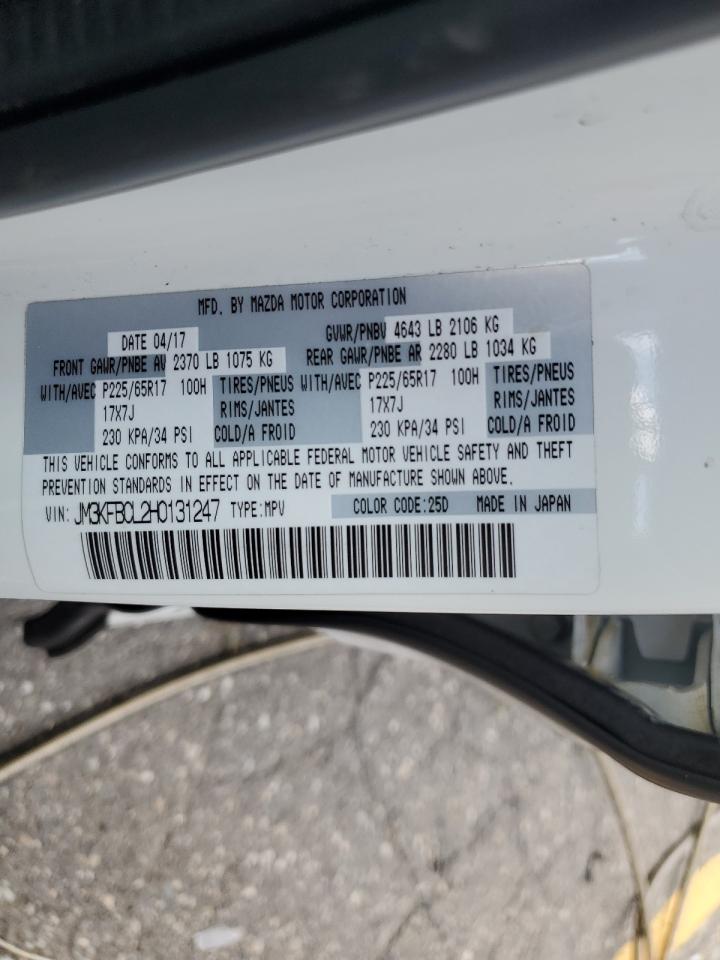 MFD. BY MAZDA MOTOR CORPORATION
DATE 04/17 GVWR/PNBV 4643 LB 2106 KG
FRONT GAWR/PNBE AV 2370 LB 1075 KG REAR GAWR/PNBE AR 2280 LB 1034 KG
WITH/AVEC P225/65R17 100H TIRES/PNEUS WITH/AVEC P225/65R17 100H TIRES/PNEUS
17X7J RIMS/JANTES 17X7J RIMS/JANTES
230 KPA/34 PSI COLD/A FROID 230 KPA/34 PSI COLD/A FROID
THIS VEHICLE CONFORMS TO ALL APPLICABLE FEDERAL MOTOR VEHICLE SAFETY AND THEFT
PREVENTION STANDARDS IN EFFECT ON THE DATE OF MANUFACTURE SHOWN ABOVE.
VIN: JM3KFBCL2H0131247 TYPE:MPV COLOR CODE:25D MADE IN JAPAN